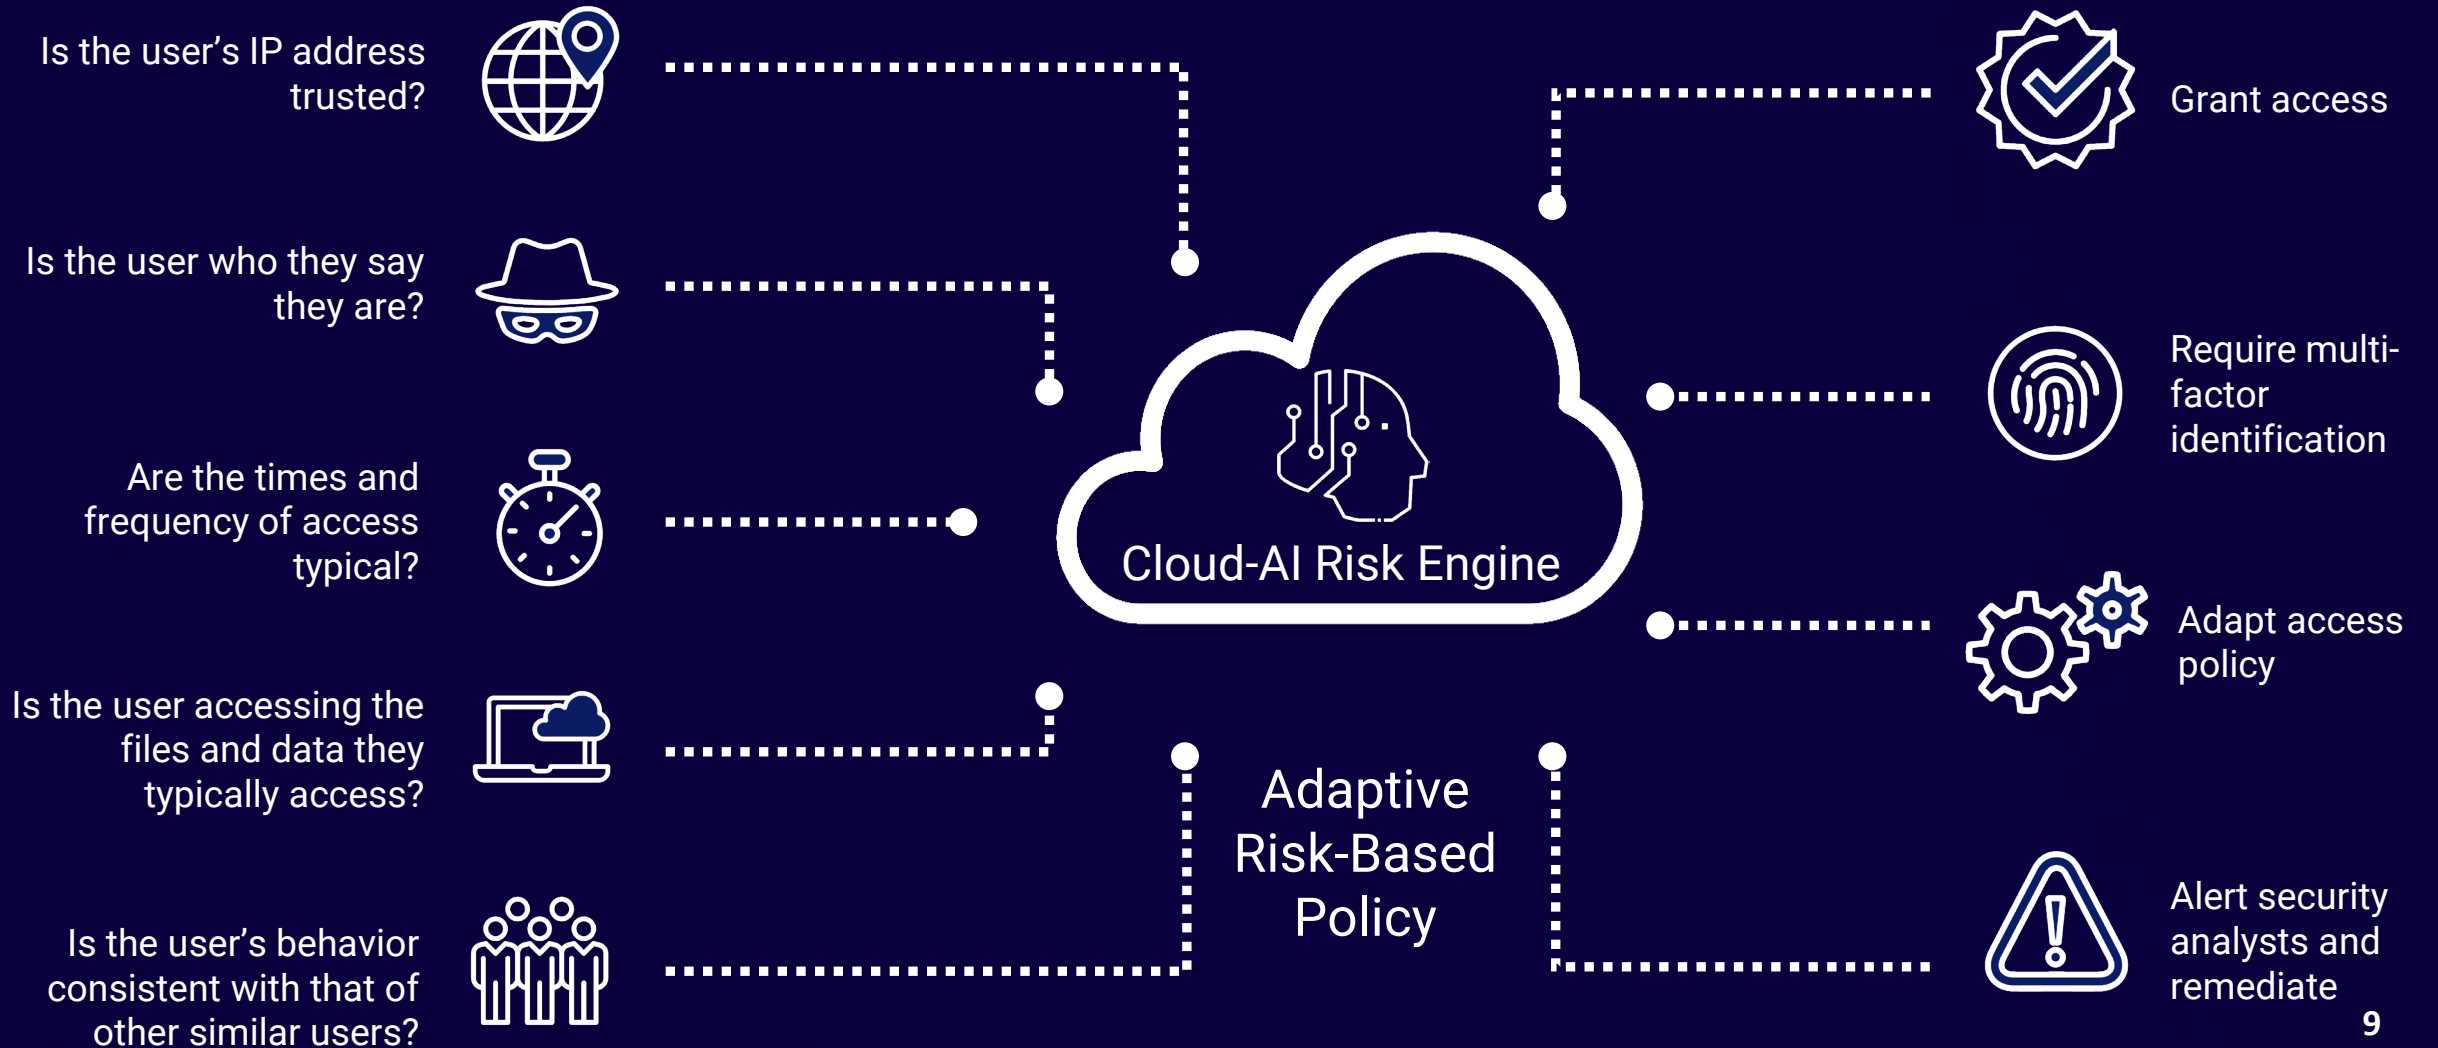 Is the user’s IP address
trusted?
Is the user who they say
they are?
Are the times and
frequency of access
typical?
Is the user accessing the
files and data they
typically access?
Is the user’s behavior
consistent with that of
other similar users?
Cloud-AI Risk Engine
Adaptive
Risk-Based
Policy
Grant access
Require multi-
factor
identification
Adapt access
policy
Alert security
analysts and
remediate
9